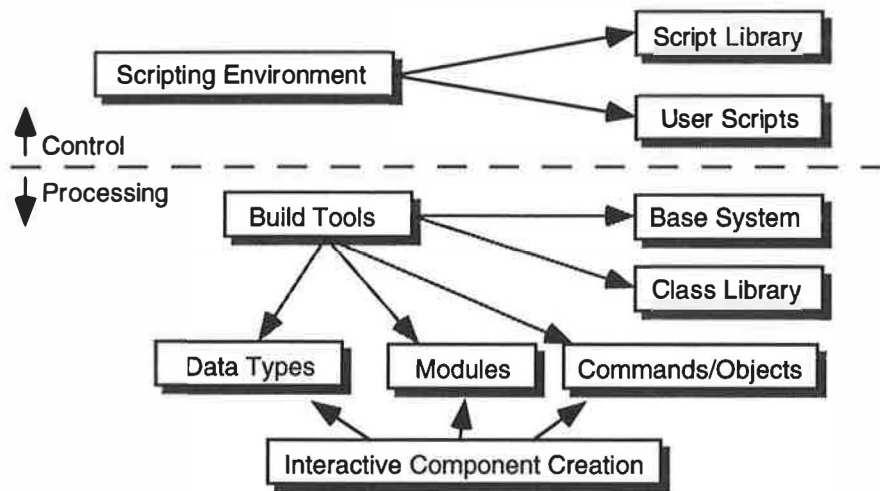 Script Library
Scripting Environment
User Scripts
Control
Processing
Build Tools
Base System
Class Library
Data Types
Modules
Commands/Objects
Interactive Component Creation